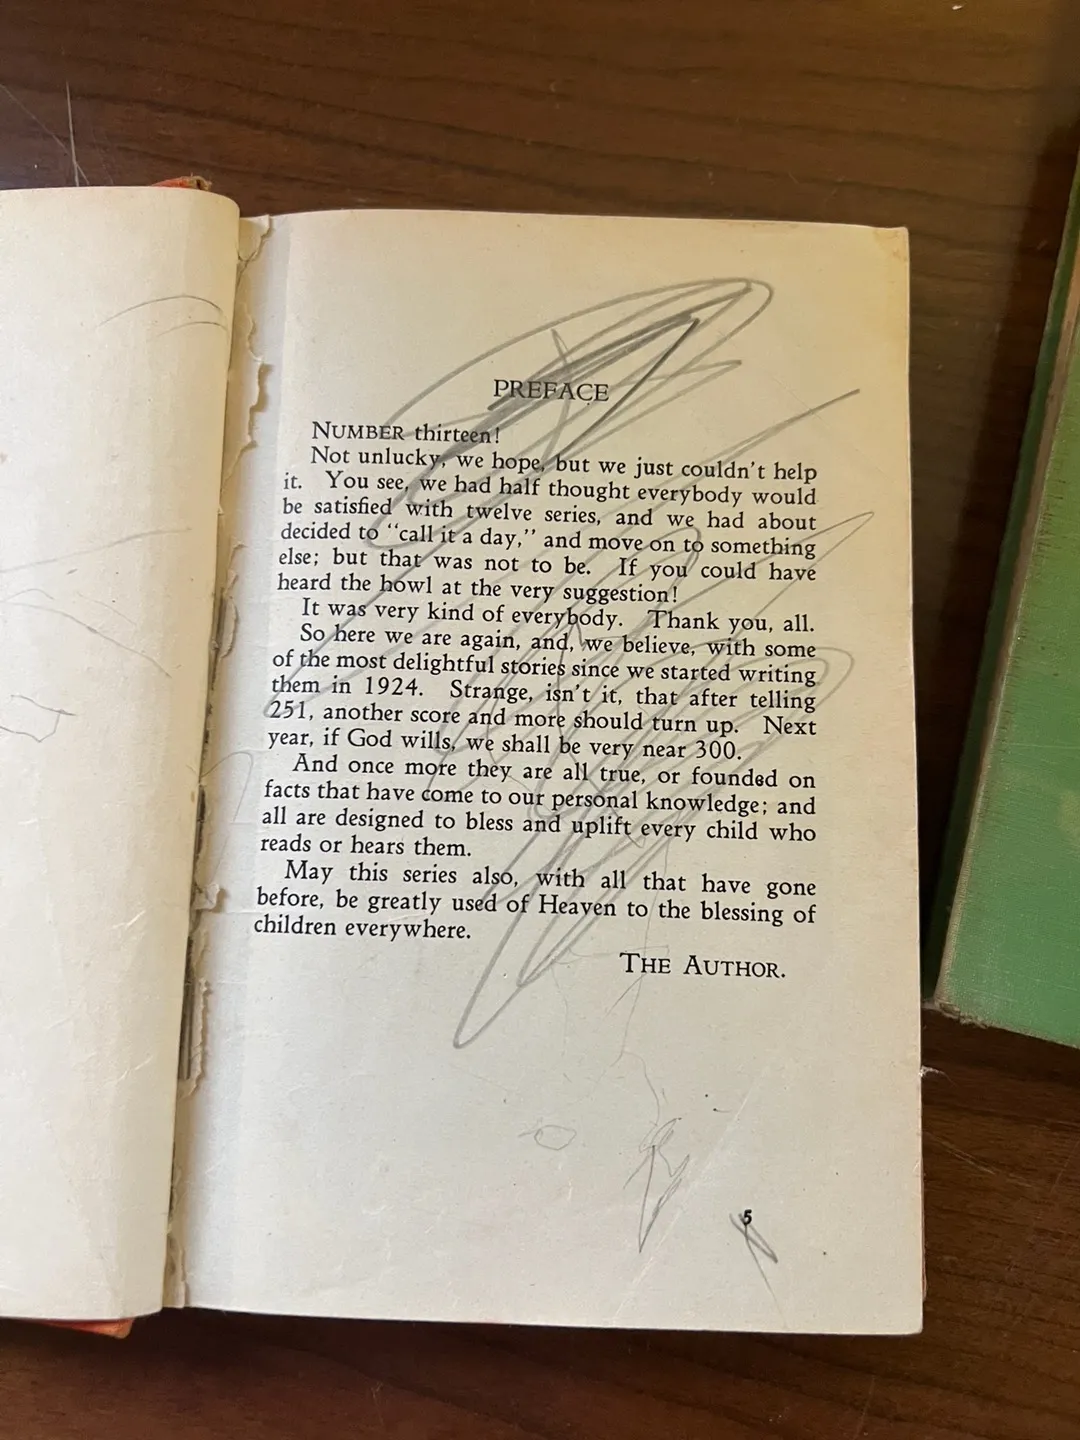 PREFACE
NUMBER thirteen!
Not unlucky, we hope, but we just couldn't help
it. You see, we had half thought everybody would
be satisfied with twelve series, and we had about
decided to "call it a day," and move on to something
else; but that was not to be. If you could have
heard the howl at the very suggestion!
It was very kind of everybody. Thank you, all.
So here we are again, and, we believe, with some
of the most delightful stories since we started writing
them in 1924. Strange, isn't it, that after telling
251, another score and more should turn up. Next
year, if God wills, we shall be very near 300.
And once more they are all true, or founded on
facts that have come to our personal knowledge; and
all are designed to bless and uplift every child who
reads or hears them.
May this series also, with all that have gone
before, be greatly used of Heaven to the blessing of
children everywhere.
THE AUTHOR.
5